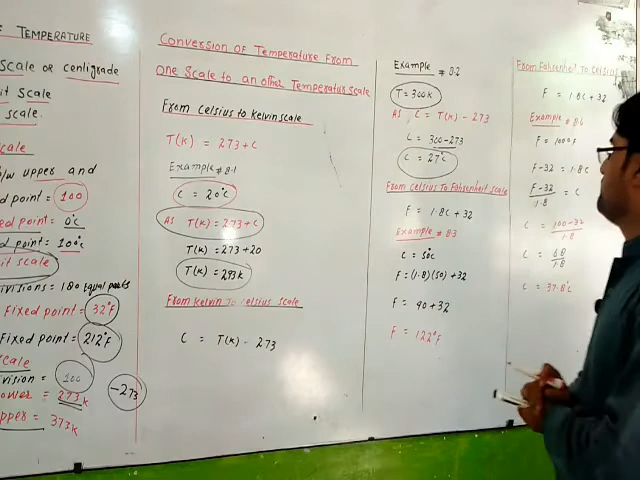 F TEMPERATURE
Scale or centigrade
it Scale
scale.
cale
b/w upper and
d point = 100
ed point = 0°C
d point = 100°C
it scale
ivisions = 180 equal parts
Fixed point = 32°F
Fixed point = 212°F
scale
vision = 100
ower = 273K
pper = 373K
-273
Conversion of Temperature From
One Scale to an other Temperatur Scale
From Celsius to Kelvin scale
T(K) = 273+C
Example # 8.1
C = 20°C
As T(K) = 273+C
T(K) = 273+20
T(K) = 293K
From Kelvin To Celsius scale
C = T(K) - 273
Example # 8.2
T = 300K
As C = T(K) - 273
C = 300-273
C = 27°C
From Celsius To Fahrenheit scale
F = 1.8C + 32
Example # 8.3
C = 50°C
F = (1.8)(50) + 32
F = 90+32
F = 122°F
From Fahrenheit To Celsius
F = 1.8C + 32
Example # 8.4
F = 100°F
F-32 = 1.8C
F-32/1.8 = C
C = 100-32/1.8
C = 68/1.8
C = 37.8°C